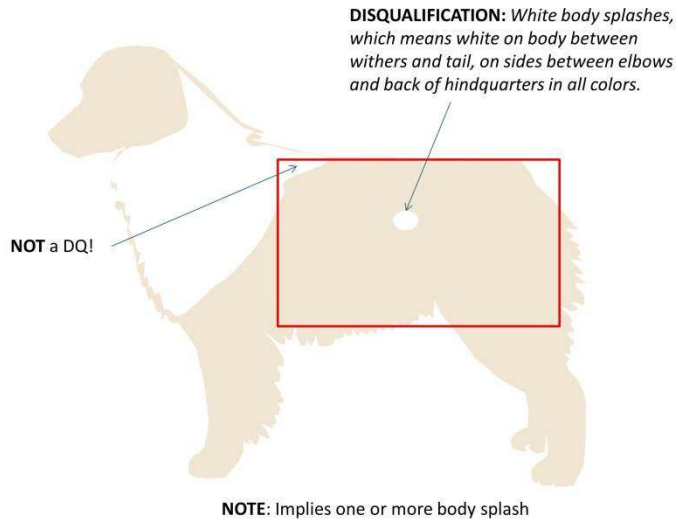 DISQUALIFICATION: White body splashes,
which means white on body between
withers and tail, on sides between elbows
and back of hindquarters in all colors.
NOT a DQ!
NOTE: Implies one or more body splash